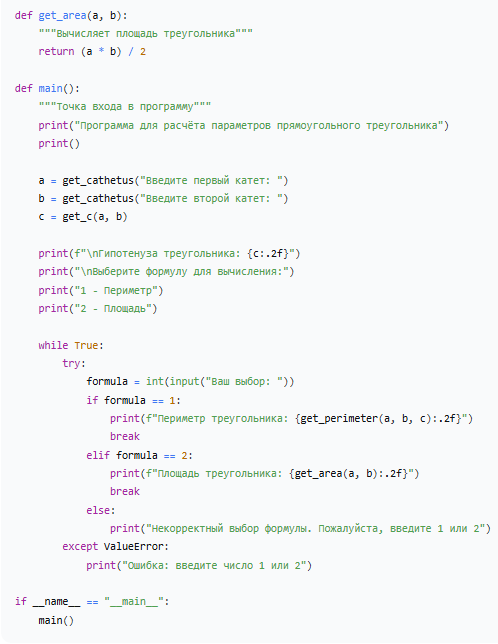 def get_area(a, b):
    """Вычисляет площадь треугольника"""
    return (a * b) / 2

def main():
    """Точка входа в программу"""
    print("Программа для расчёта параметров прямоугольного треугольника")
    print()

    a = get_cathetus("Введите первый катет: ")
    b = get_cathetus("Введите второй катет: ")
    c = get_c(a, b)

    print(f"\nГипотенуза треугольника: {c:.2f}")
    print("\nВыберите формулу для вычисления:")
    print("1 - Периметр")
    print("2 - Площадь")

    while True:
        try:
            formula = int(input("Ваш выбор: "))
            if formula == 1:
                print(f"Периметр треугольника: {get_perimeter(a, b, c):.2f}")
                break
            elif formula == 2:
                print(f"Площадь треугольника: {get_area(a, b):.2f}")
                break
            else:
                print("Некорректный выбор формулы. Пожалуйста, введите 1 или 2")
        except ValueError:
            print("Ошибка: введите число 1 или 2")

if __name__ == "__main__":
    main()